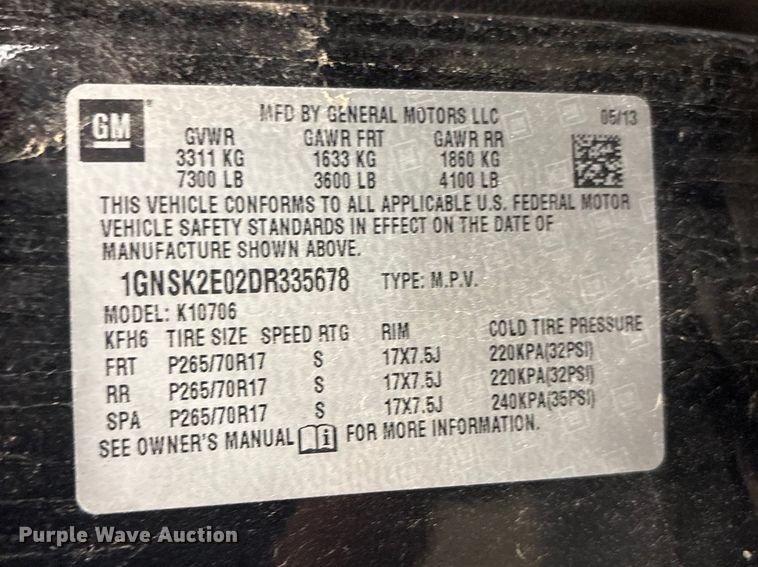 GM ® MFD BY GENERAL MOTORS LLC 05/13
GVWR GAWR FRT GAWR RR
3311 KG 1633 KG 1860 KG
7300 LB 3600 LB 4100 LB
THIS VEHICLE CONFORMS TO ALL APPLICABLE U.S. FEDERAL MOTOR
VEHICLE SAFETY STANDARDS IN EFFECT ON THE DATE OF
MANUFACTURE SHOWN ABOVE.
1GNSK2E02DR335678 TYPE: M.P.V.
MODEL: K10706
KFH6 TIRE SIZE SPEED RTG RIM COLD TIRE PRESSURE
FRT P265/70R17 S 17X7.5J 220KPA(32PSI)
RR P265/70R17 S 17X7.5J 220KPA(32PSI)
SPA P265/70R17 S 17X7.5J 240KPA(35PSI)
SEE OWNER'S MANUAL i FOR MORE INFORMATION.
Purple Wave Auction